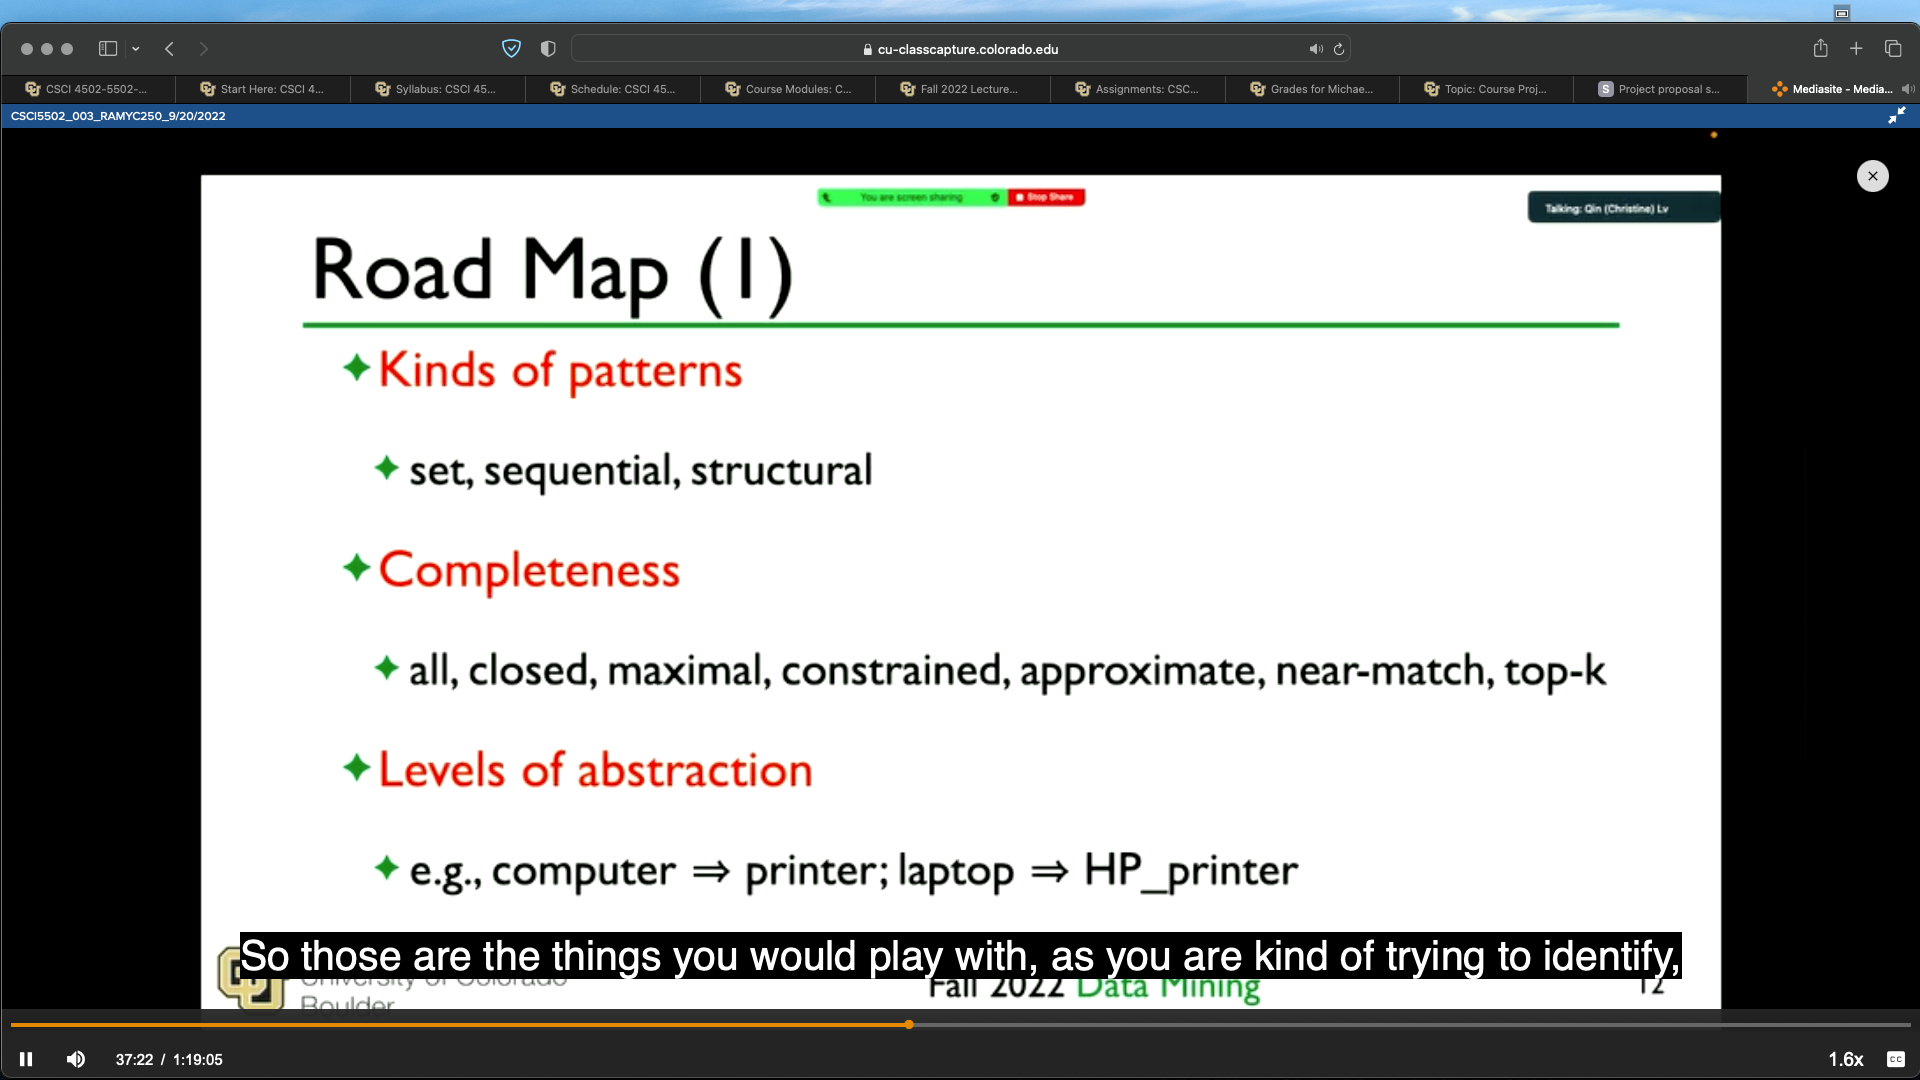 cu-classcapture.colorado.edu
CSCI 4502-5502-...
Start Here: CSCI 4...
Syllabus: CSCI 45...
Schedule: CSCI 45...
Course Modules: C...
Fall 2022 Lecture...
Assignments: CSC...
Grades for Michae...
Topic: Course Proj...
S
Project proposal s...
Mediasite - Media...
CSCI5502_003_RAMYC250_9/20/2022
You are screen sharing
Stop Share
Talking: Qin (Christine) Lv
Road Map (1)
Kinds of patterns
set, sequential, structural
Completeness
all, closed, maximal, constrained, approximate, near-match, top-k
Levels of abstraction
e.g., computer ⇒ printer; laptop ⇒ HP_printer
So those are the things you would play with, as you are kind of trying to identify,
University of Colorado
Boulder
Fall 2022 Data Mining
12
37:22 / 1:19:05
1.6x
CC